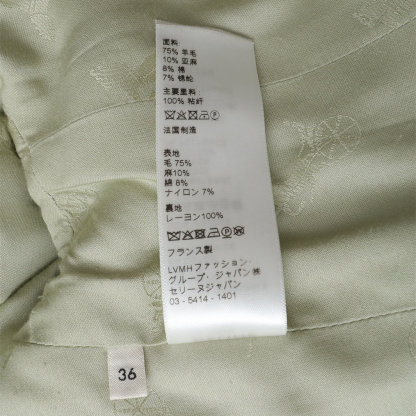 面料:
75% 羊毛
10% 亚麻
8% 棉
7% 锦纶
主要里料
100% 粘纤
法国制造
表地
毛 75%
麻10%
綿 8%
ナイロン 7%
裏地
レーヨン100%
フランス製
LVMHファッション・
グループ・ジャパン㈱
セリーヌジャパン
03 - 5414 - 1401
36